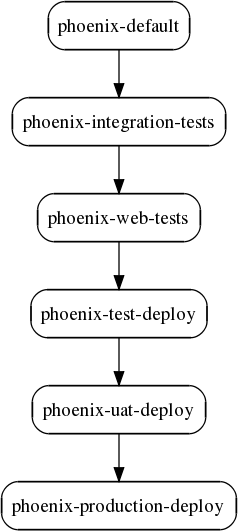 phoenix-default
phoenix-integration-tests
phoenix-web-tests
phoenix-test-deploy
phoenix-uat-deploy
phoenix-production-deploy